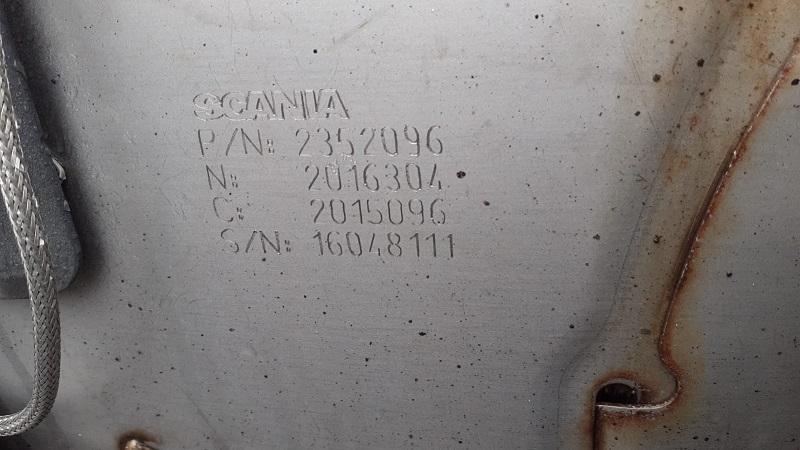 SCANIA
P/N: 2352096
N: 2016304
C: 2015096
S/N: 16048111